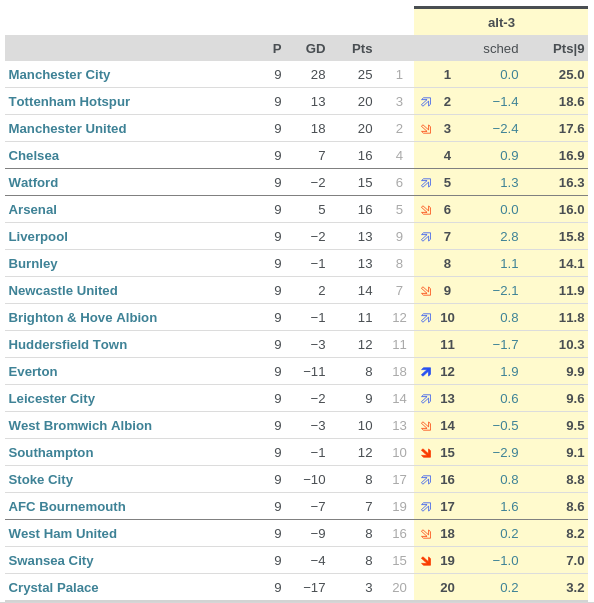 alt-3
P GD Pts sched Pts|9
Manchester City 9 28 25 1 1 0.0 25.0
Tottenham Hotspur 9 13 20 3 2 −1.4 18.6
Manchester United 9 18 20 2 3 −2.4 17.6
Chelsea 9 7 16 4 4 0.9 16.9
Watford 9 −2 15 6 5 1.3 16.3
Arsenal 9 5 16 5 6 0.0 16.0
Liverpool 9 −2 13 9 7 2.8 15.8
Burnley 9 −1 13 8 8 1.1 14.1
Newcastle United 9 2 14 7 9 −2.1 11.9
Brighton & Hove Albion 9 −1 11 12 10 0.8 11.8
Huddersfield Town 9 −3 12 11 11 −1.7 10.3
Everton 9 −11 8 18 12 1.9 9.9
Leicester City 9 −2 9 14 13 0.6 9.6
West Bromwich Albion 9 −3 10 13 14 −0.5 9.5
Southampton 9 −1 12 10 15 −2.9 9.1
Stoke City 9 −10 8 17 16 0.8 8.8
AFC Bournemouth 9 −7 7 19 17 1.6 8.6
West Ham United 9 −9 8 16 18 0.2 8.2
Swansea City 9 −4 8 15 19 −1.0 7.0
Crystal Palace 9 −17 3 20 20 0.2 3.2